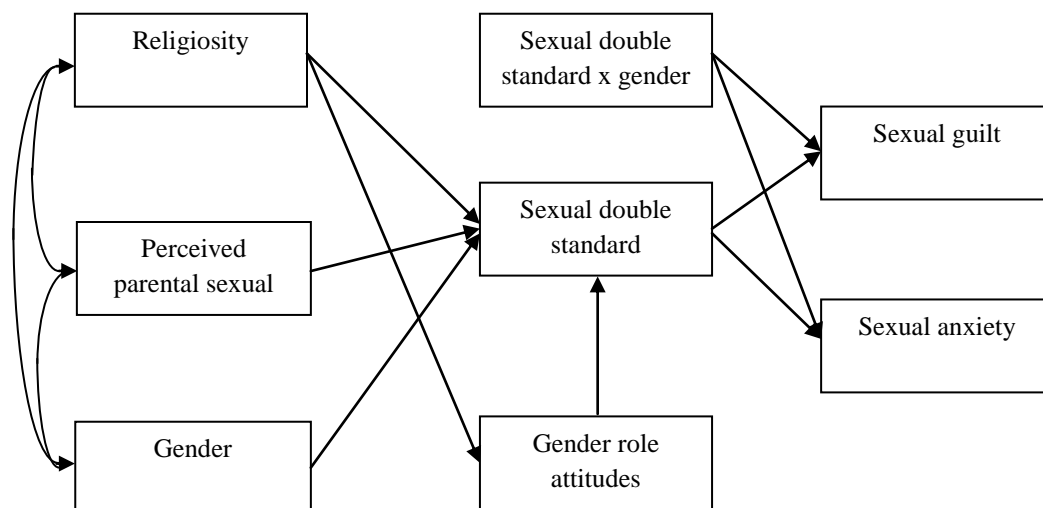 Religiosity
Sexual double
standard x gender
Sexual guilt
Perceived
parental sexual
Sexual double
standard
Sexual anxiety
Gender
Gender role
attitudes